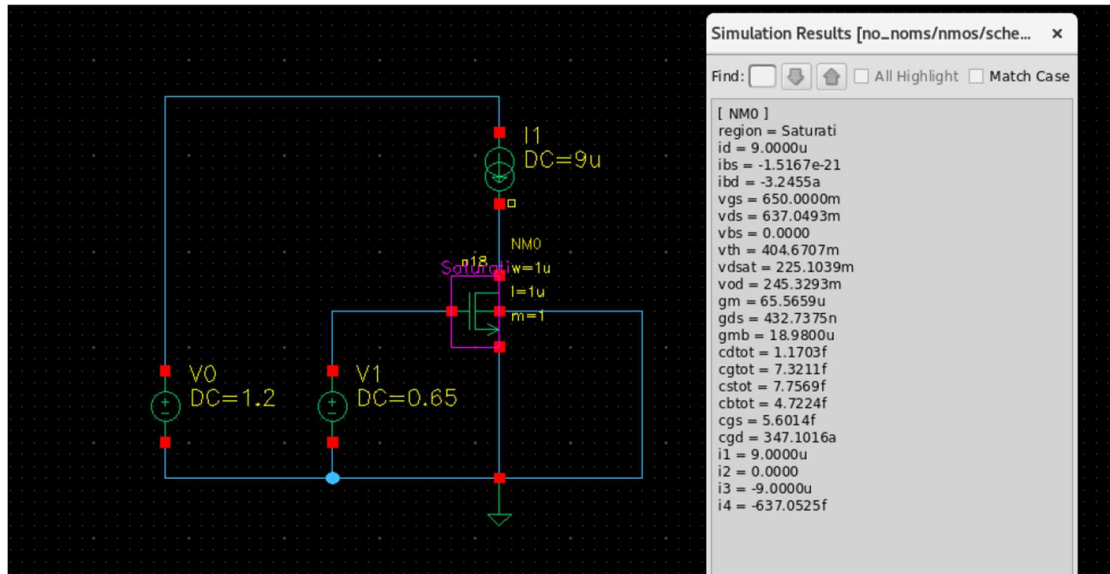 I1
DC=9u
NM0
n18
Saturati
w=1u
l=1u
m=1
V0
DC=1.2
V1
DC=0.65
Simulation Results [no_noms/nmos/sche... ×
Find: All Highlight Match Case
[ NM0 ]
region = Saturati
id = 9.0000u
ibs = -1.5167e-21
ibd = -3.2455a
vgs = 650.0000m
vds = 637.0493m
vbs = 0.0000
vth = 404.6707m
vdsat = 225.1039m
vod = 245.3293m
gm = 65.5659u
gds = 432.7375n
gmb = 18.9800u
cdtot = 1.1703f
cgtot = 7.3211f
cstot = 7.7569f
cbtot = 4.7224f
cgs = 5.6014f
cgd = 347.1016a
i1 = 9.0000u
i2 = 0.0000
i3 = -9.0000u
i4 = -637.0525f